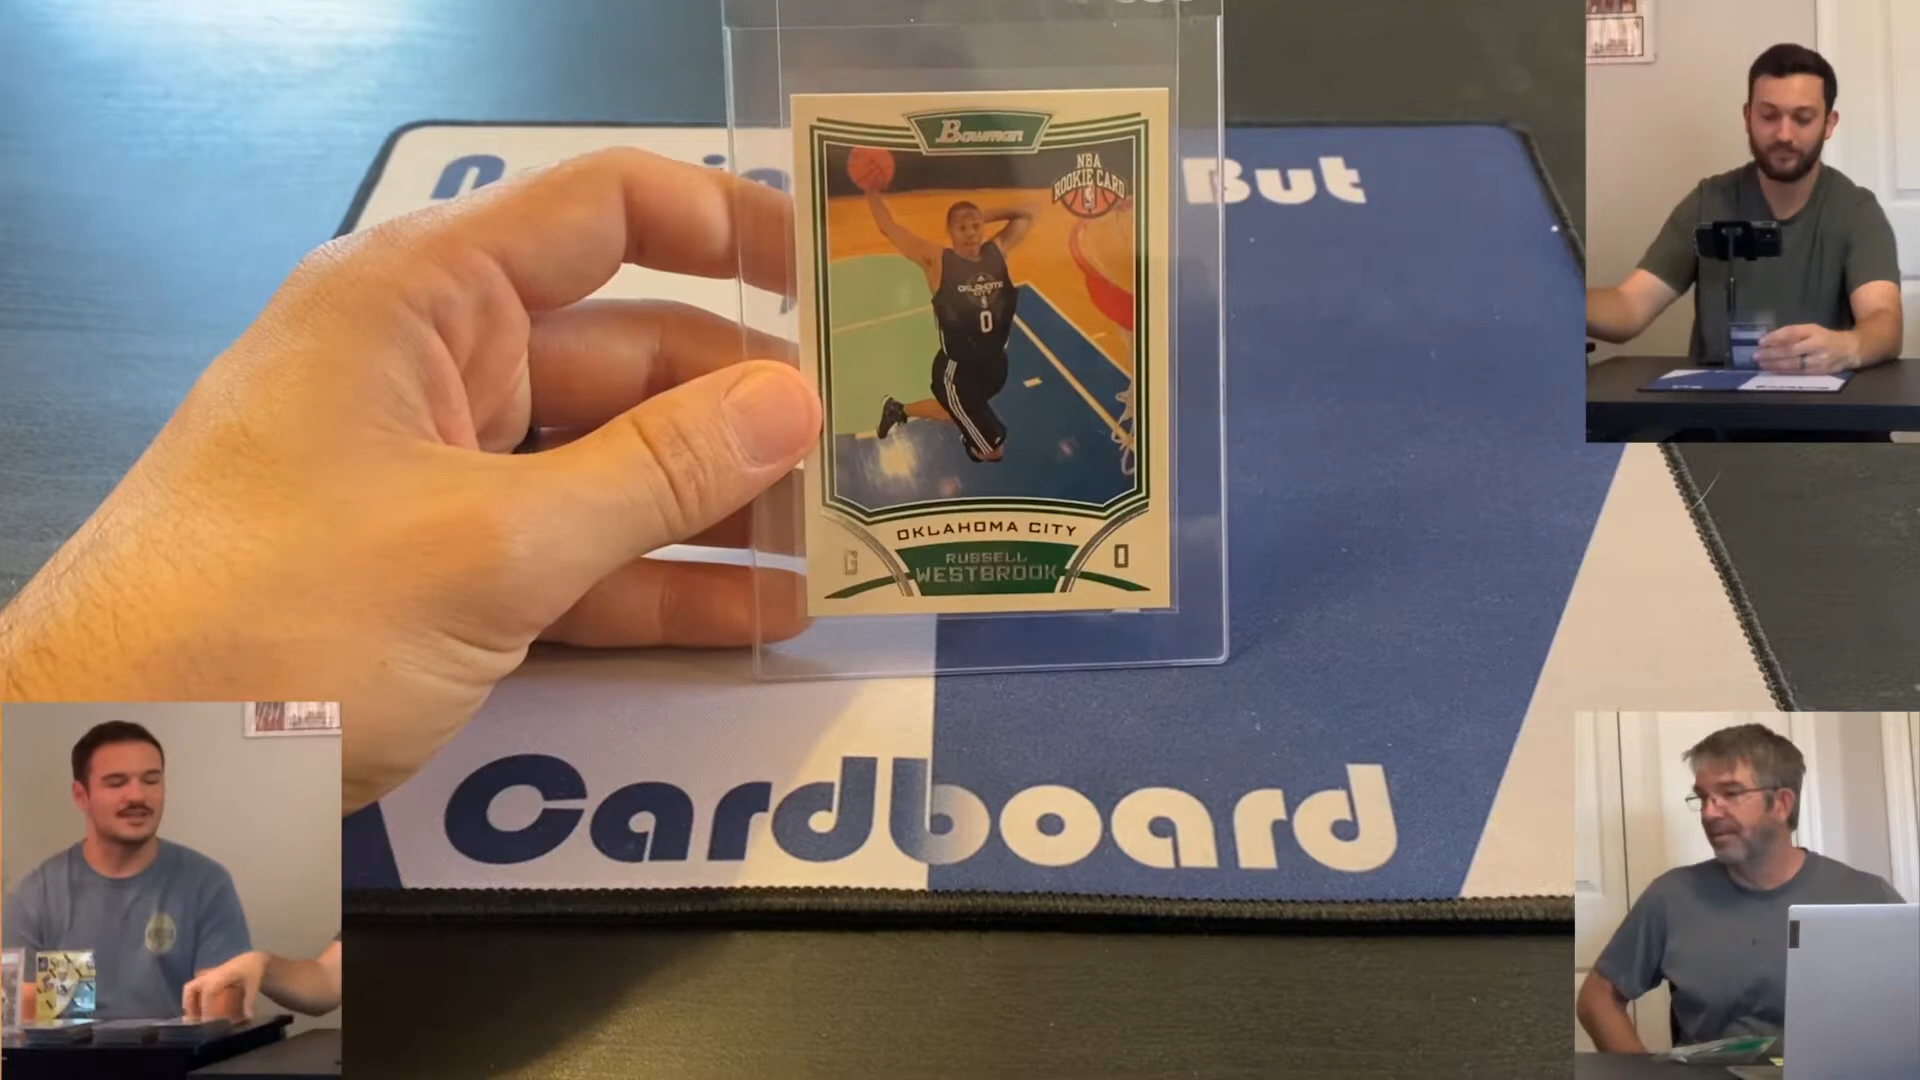 But
Bowman
NBA
ROOKIE CARD
OKLAHOMA
CITY
0
OKLAHOMA CITY
G
RUSSELL
WESTBROOK
0
Cardboard